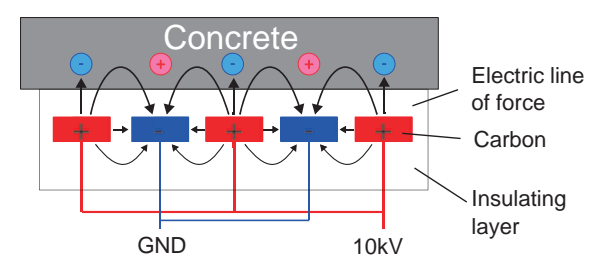 Concrete
- + - + -
Electric line
of force
+ - + - +
Carbon
Insulating
layer
GND 10kV